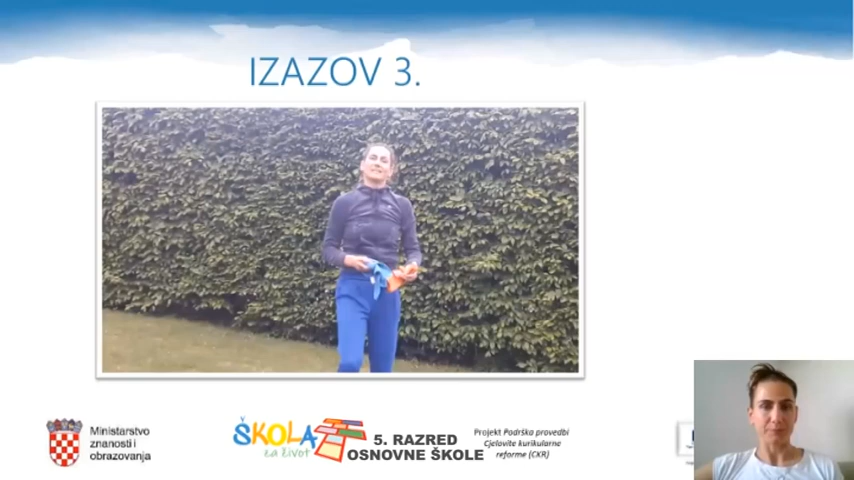 IZAZOV 3.
Ministarstvo
znanosti i
obrazovanja
ŠKOLA
za život
5. RAZRED
OSNOVNE ŠKOLE
Projekt Podrška provedbi
Cjelovite kurikularne
reforme (CKR)